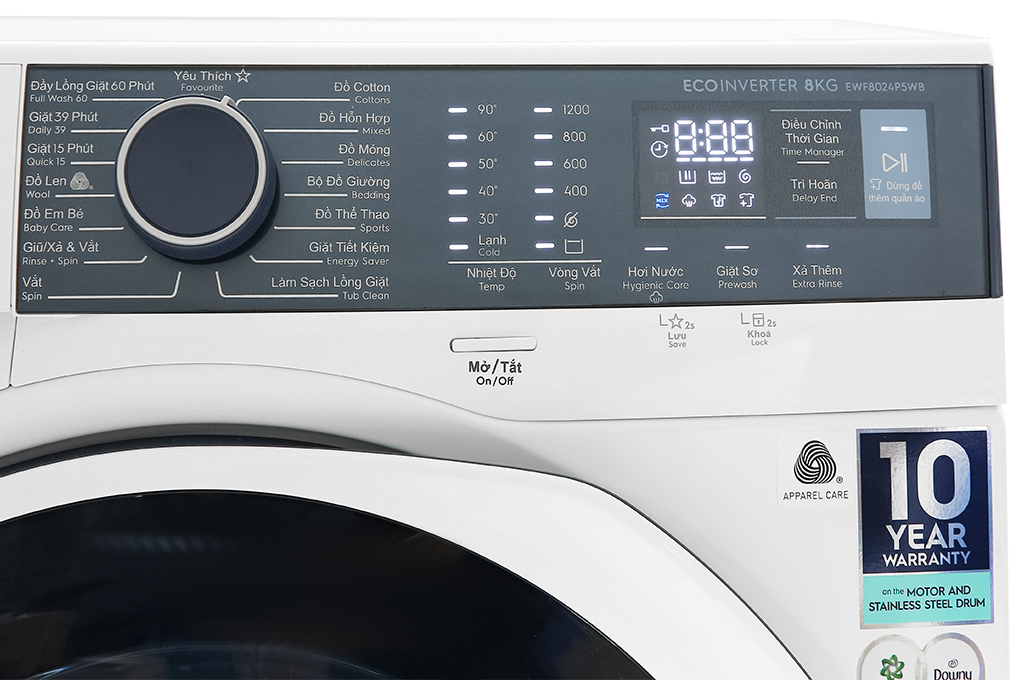 Yêu Thích
Favourite
Đầy Lồng Giặt 60 Phút
Full Wash 60
Giặt 39 Phút
Daily 39
Giặt 15 Phút
Quick 15
Đồ Len
Wool
Đồ Em Bé
Baby Care
Giũ/Xả & Vắt
Rinse + Spin
Vắt
Spin
Đồ Cotton
Cottons
Đồ Hỗn Hợp
Mixed
Đồ Mỏng
Delicates
Bộ Đồ Giường
Bedding
Đồ Thể Thao
Sports
Giặt Tiết Kiệm
Energy Saver
Làm Sạch Lồng Giặt
Tub Clean
90°
60°
50°
40°
30°
Lạnh
Cold
Nhiệt Độ
Temp
1200
800
600
400
Vòng Vắt
Spin
ECOINVERTER 8KG EWF8024P5WB
8:88
MIX
Điều Chỉnh
Thời Gian
Time Manager
Trì Hoãn
Delay End
Dừng để
thêm quần áo
Hơi Nước
Hygienic Care
Giặt Sơ
Prewash
Xả Thêm
Extra Rinse
2s
Lưu
Save
2s
Khoá
Lock
Mở/Tắt
On/Off
APPAREL CARE
10
YEAR
WARRANTY
on the MOTOR AND
STAINLESS STEEL DRUM
Downy